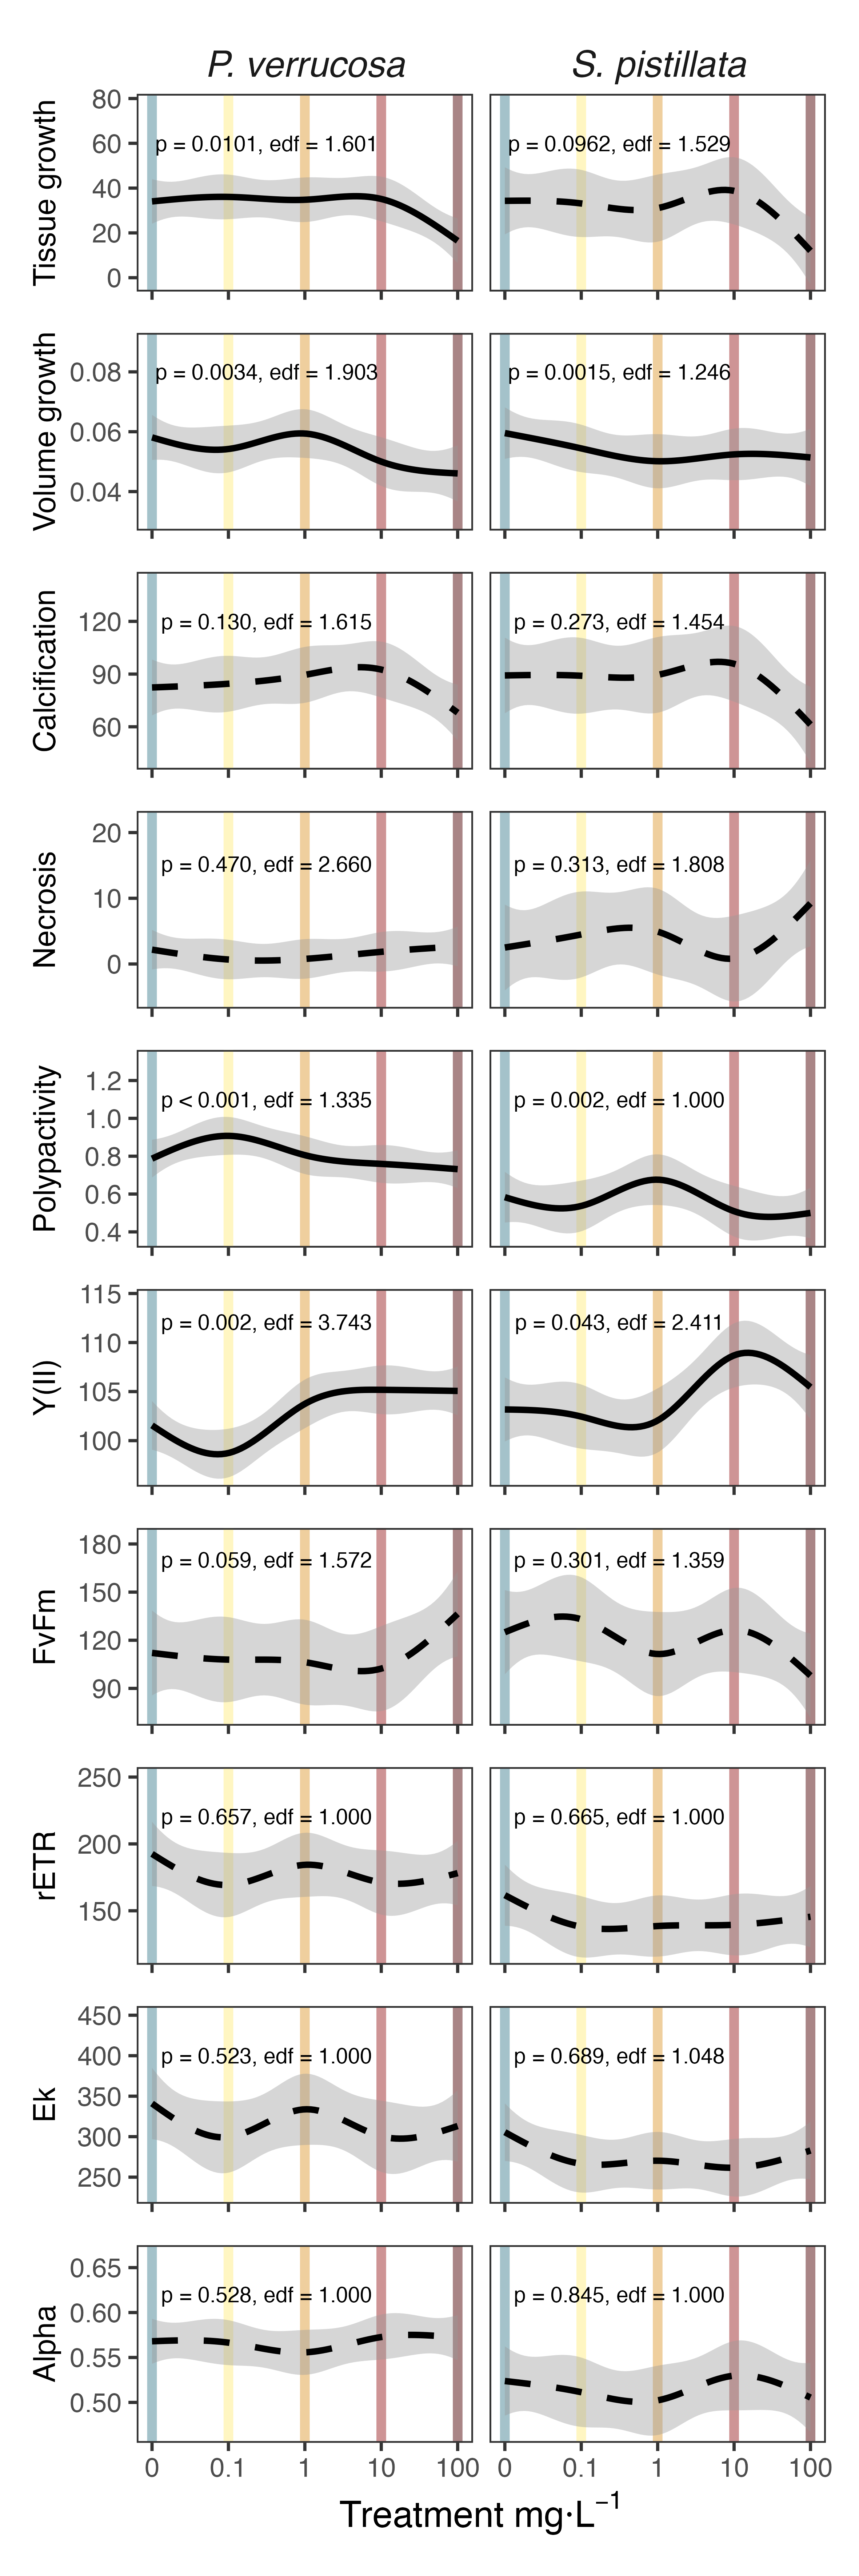 P. verrucosa S. pistillata
Tissue growth
80
60
40
20
0
p = 0.0101, edf = 1.601
p = 0.0962, edf = 1.529
Volume growth
0.08
0.06
0.04
p = 0.0034, edf = 1.903
p = 0.0015, edf = 1.246
Calcification
120
90
60
p = 0.130, edf = 1.615
p = 0.273, edf = 1.454
Necrosis
20
10
0
p = 0.470, edf = 2.660
p = 0.313, edf = 1.808
Polypactivity
1.2
1.0
0.8
0.6
0.4
p < 0.001, edf = 1.335
p = 0.002, edf = 1.000
Y(II)
115
110
105
100
p = 0.002, edf = 3.743
p = 0.043, edf = 2.411
FvFm
180
150
120
90
p = 0.059, edf = 1.572
p = 0.301, edf = 1.359
rETR
250
200
150
p = 0.657, edf = 1.000
p = 0.665, edf = 1.000
Ek
450
400
350
300
250
p = 0.523, edf = 1.000
p = 0.689, edf = 1.048
Alpha
0.65
0.60
0.55
0.50
p = 0.528, edf = 1.000
p = 0.845, edf = 1.000
0 0.1 1 10 100 0 0.1 1 10 100
Treatment mg·L⁻¹